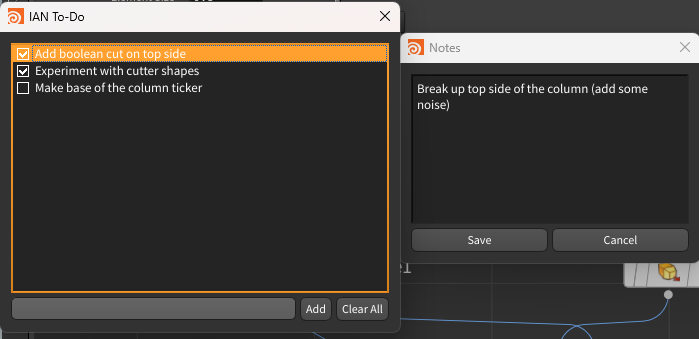 IAN To-Do
Add boolean cut on top side
Experiment with cutter shapes
Make base of the column ticker
Add
Clear All
Notes
Break up top side of the column (add some
noise)
Save
Cancel